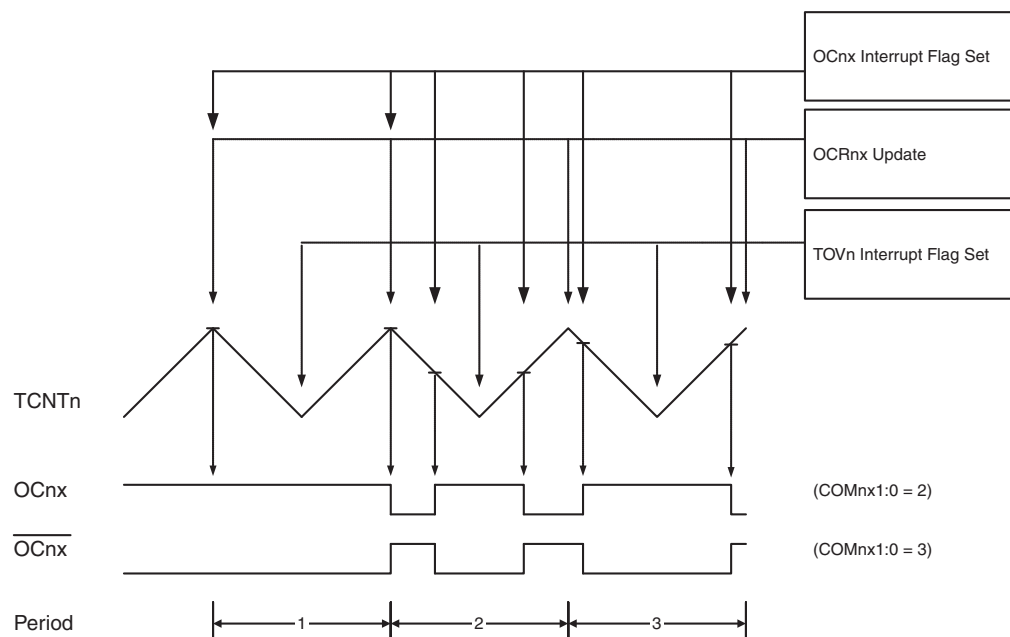 OCnx Interrupt Flag Set
OCRnx Update
TOVn Interrupt Flag Set
TCNTn
OCnx
(COMnx1:0 = 2)
OCnx
(COMnx1:0 = 3)
Period
1
2
3